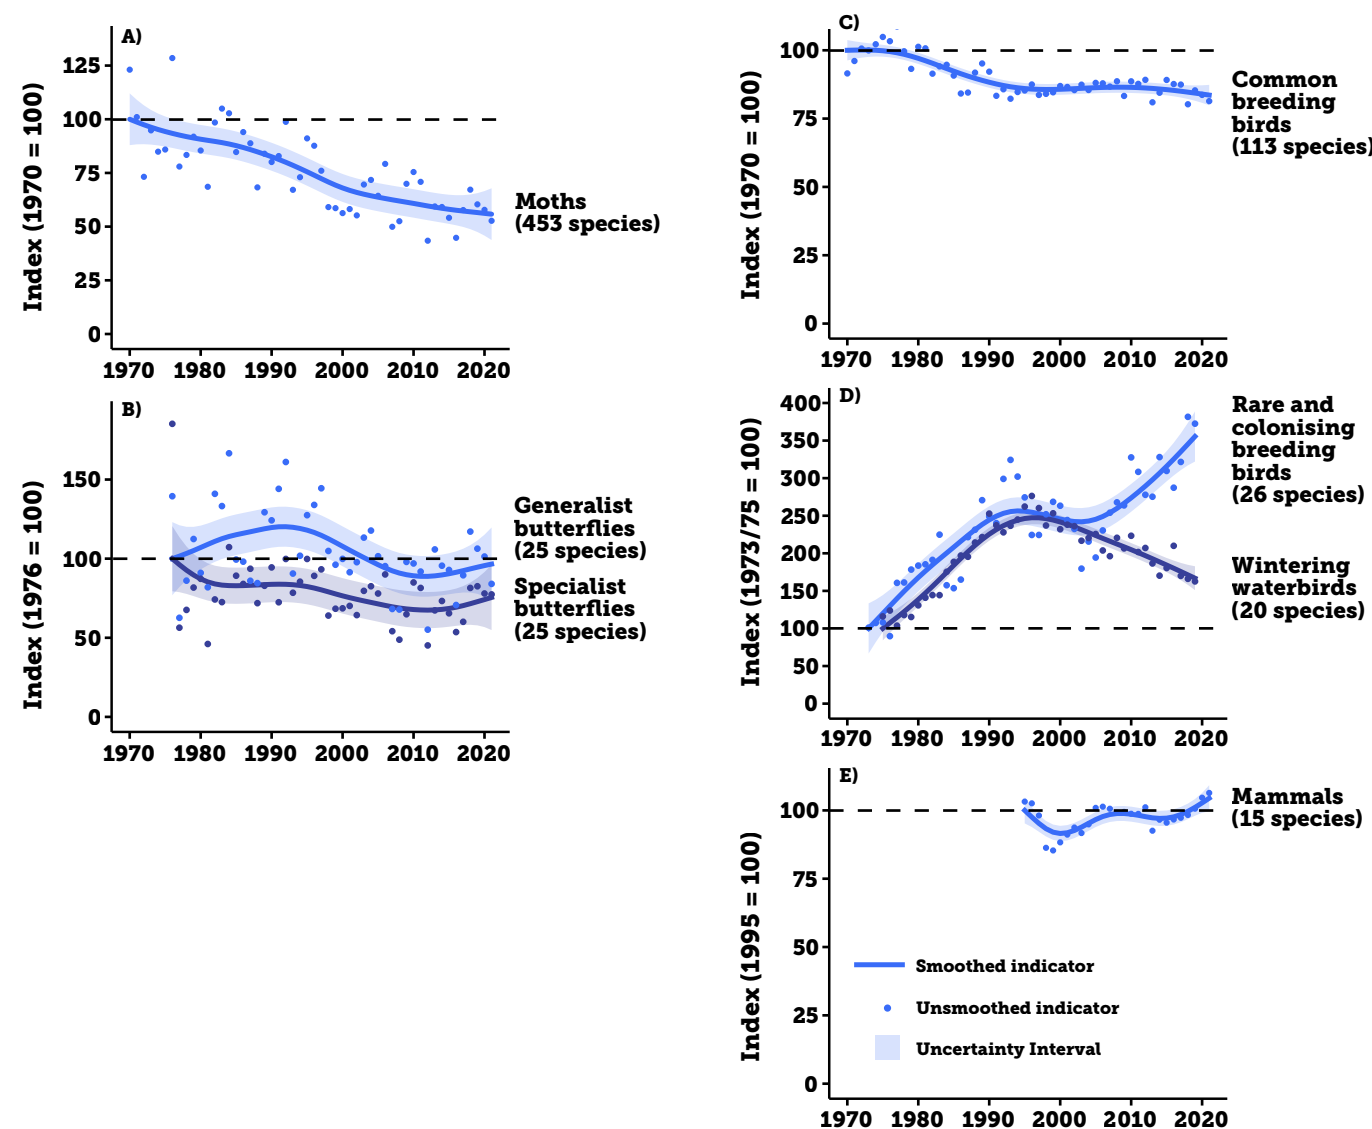 A)
Index (1970 = 100)
125
100
75
50
25
0
1970 1980 1990 2000 2010 2020
Moths
(453 species)
B)
Index (1976 = 100)
150
100
50
0
1970 1980 1990 2000 2010 2020
Generalist
butterflies
(25 species)
Specialist
butterflies
(25 species)
C)
Index (1970 = 100)
100
75
50
25
0
1970 1980 1990 2000 2010 2020
Common
breeding
birds
(113 species)
D)
Index (1973/75 = 100)
400
350
300
250
200
150
100
50
0
1970 1980 1990 2000 2010 2020
Rare and
colonising
breeding
birds
(26 species)
Wintering
waterbirds
(20 species)
E)
Index (1995 = 100)
100
75
50
25
0
1970 1980 1990 2000 2010 2020
Mammals
(15 species)
Smoothed indicator
Unsmoothed indicator
Uncertainty Interval